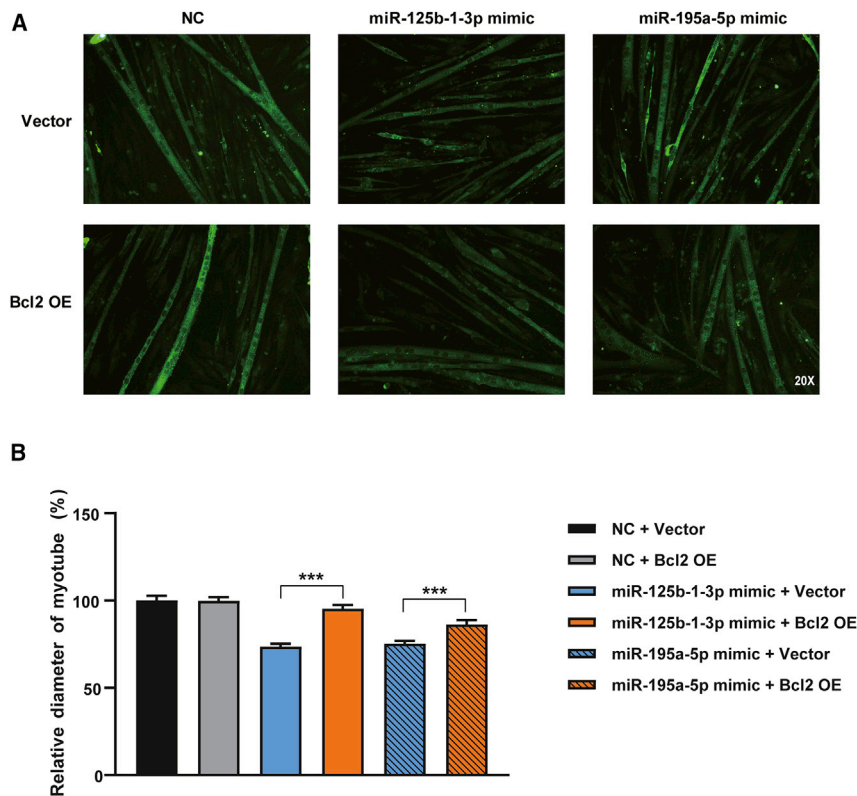 A
NC
miR-125b-1-3p mimic
miR-195a-5p mimic
Vector
Bcl2 OE
20X
B
Relative diameter of myotube (%)
150
100
50
0
***
***
NC + Vector
NC + Bcl2 OE
miR-125b-1-3p mimic + Vector
miR-125b-1-3p mimic + Bcl2 OE
miR-195a-5p mimic + Vector
miR-195a-5p mimic + Bcl2 OE